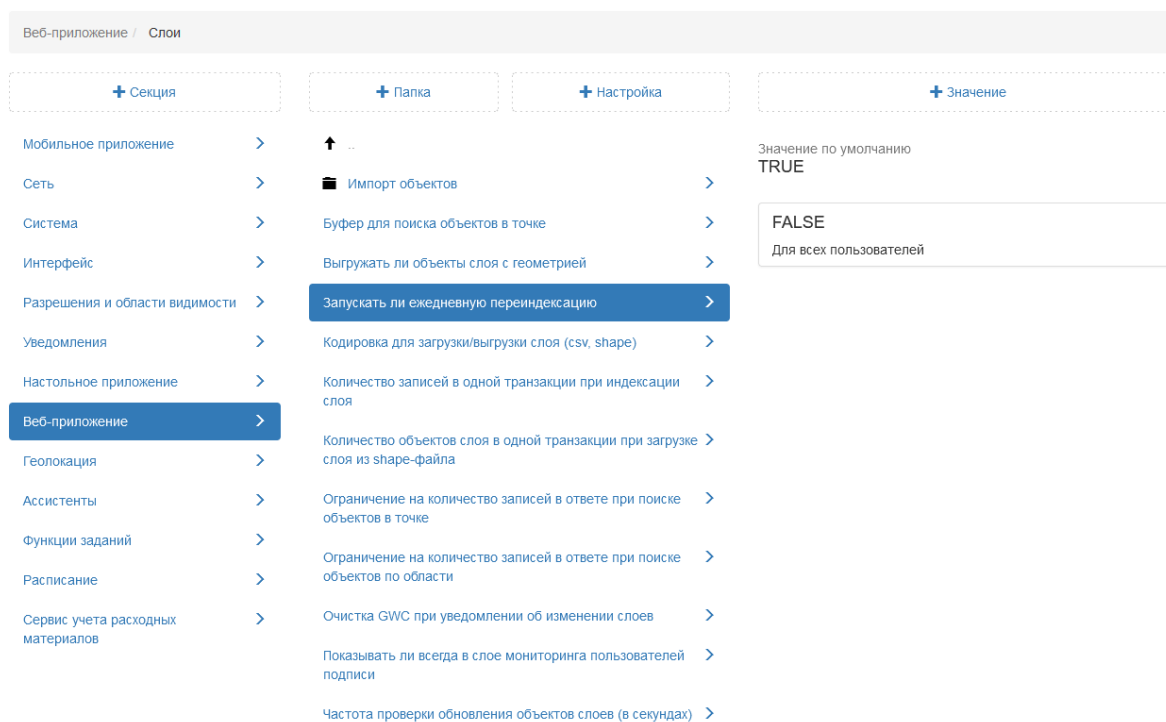 Веб-приложение / Слои
+ Секция
+ Папка
+ Настройка
+ Значение
Мобильное приложение
Сеть
Система
Интерфейс
Разрешения и области видимости
Уведомления
Настольное приложение
Веб-приложение
Геолокация
Ассистенты
Функции заданий
Расписание
Сервис учета расходных
материалов
..
Импорт объектов
Буфер для поиска объектов в точке
Выгружать ли объекты слоя с геометрией
Запускать ли ежедневную переиндексацию
Кодировка для загрузки/выгрузки слоя (csv, shape)
Количество записей в одной транзакции при индексации
слоя
Количество объектов слоя в одной транзакции при загрузке
слоя из shape-файла
Ограничение на количество записей в ответе при поиске
объектов в точке
Ограничение на количество записей в ответе при поиске
объектов по области
Очистка GWC при уведомлении об изменении слоев
Показывать ли всегда в слое мониторинга пользователей
подписи
Частота проверки обновления объектов слоев (в секундах)
Значение по умолчанию
TRUE
FALSE
Для всех пользователей